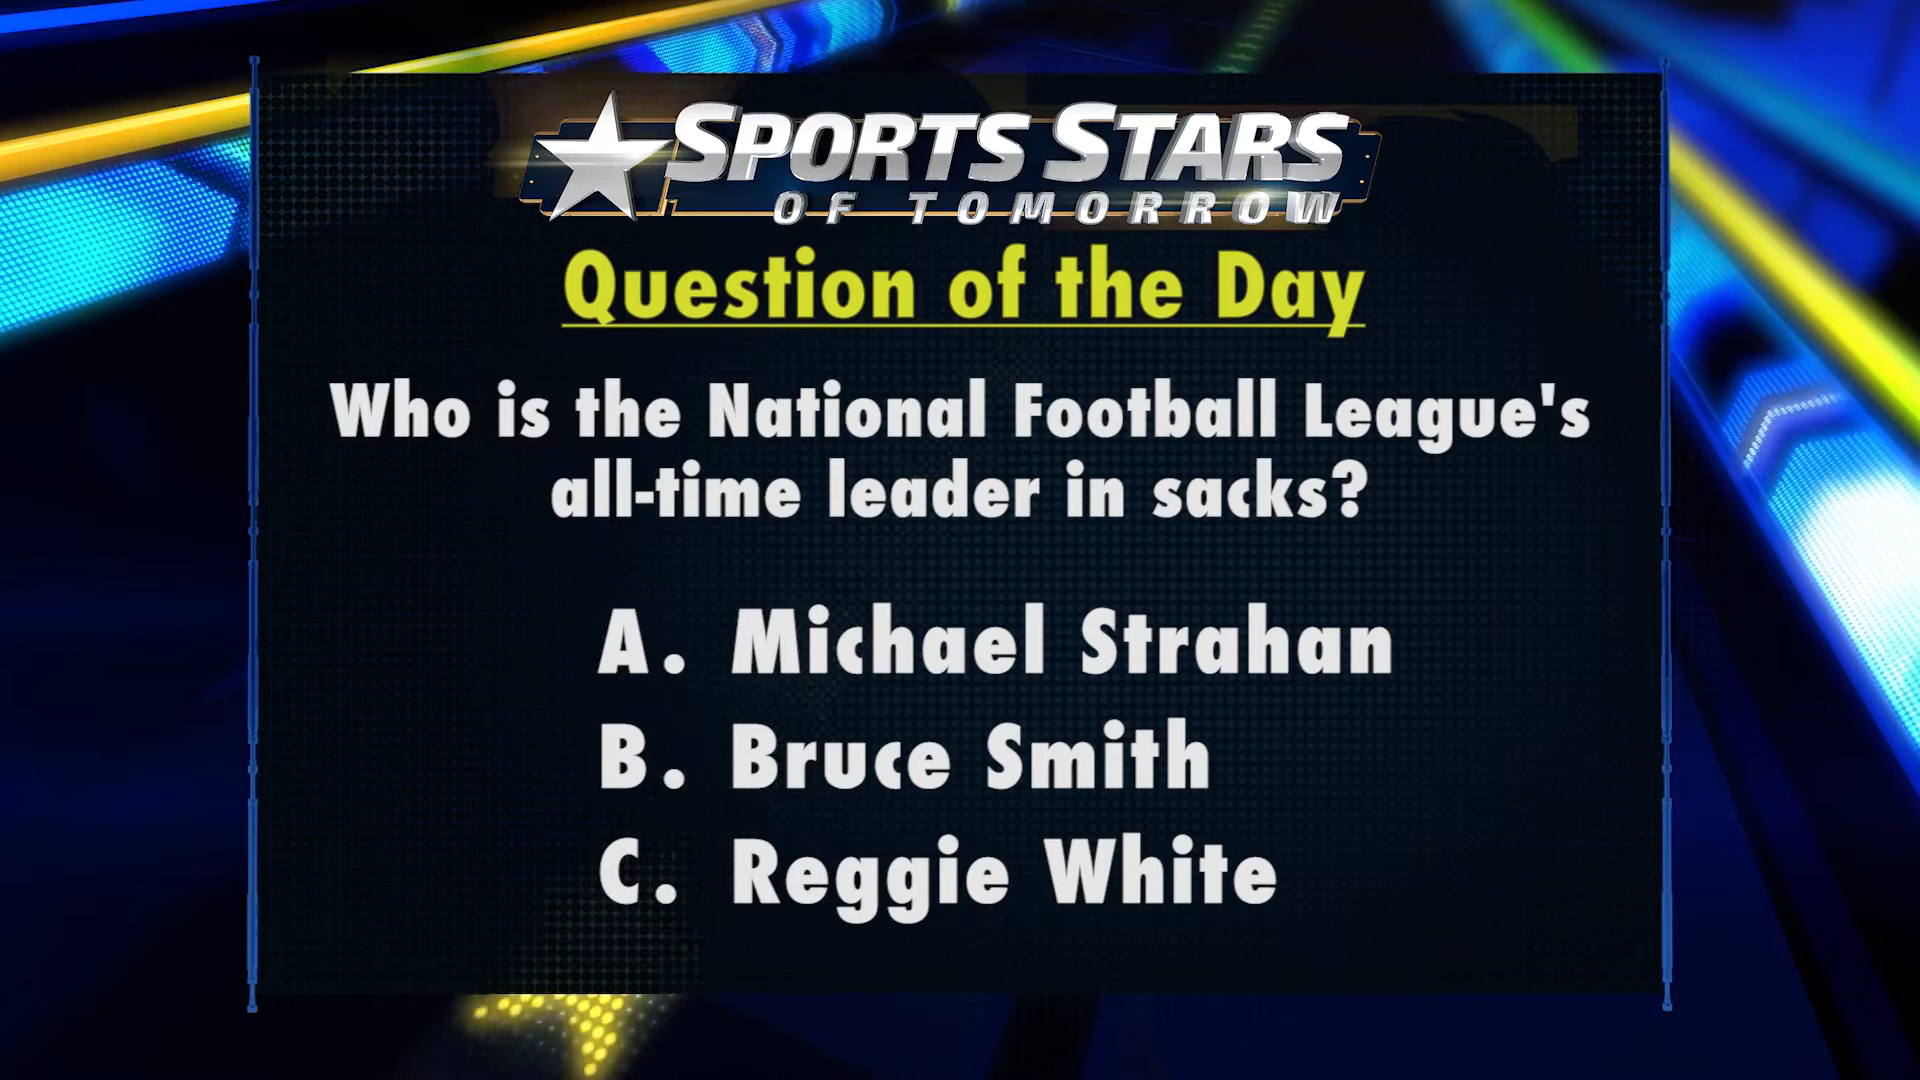 SPORTS STARS
OF TOMORROW
Question of the Day
Who is the National Football League's
all-time leader in sacks?
A. Michael Strahan
B. Bruce Smith
C. Reggie White